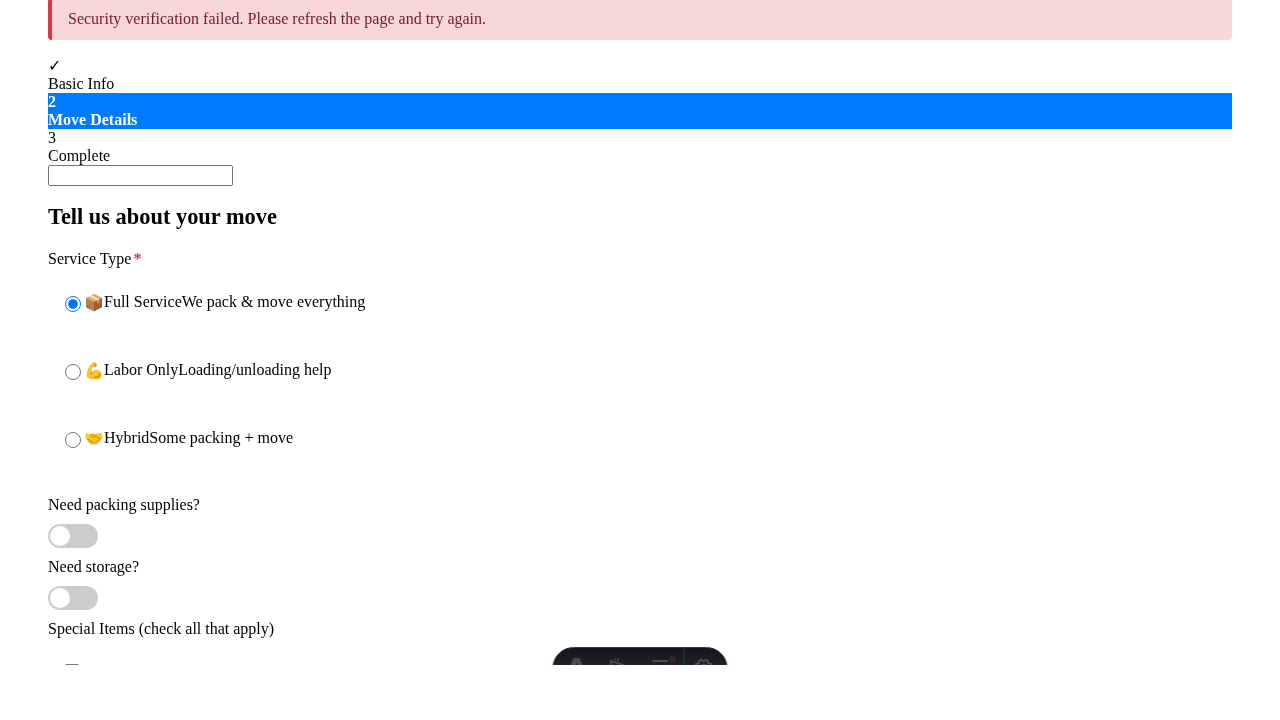 Security verification failed. Please refresh the page and try again.
✓
Basic Info
2
Move Details
3
Complete
Tell us about your move
Service Type *
📦Full ServiceWe pack & move everything
💪Labor OnlyLoading/unloading help
🤝HybridSome packing + move
Need packing supplies?
Need storage?
Special Items (check all that apply)